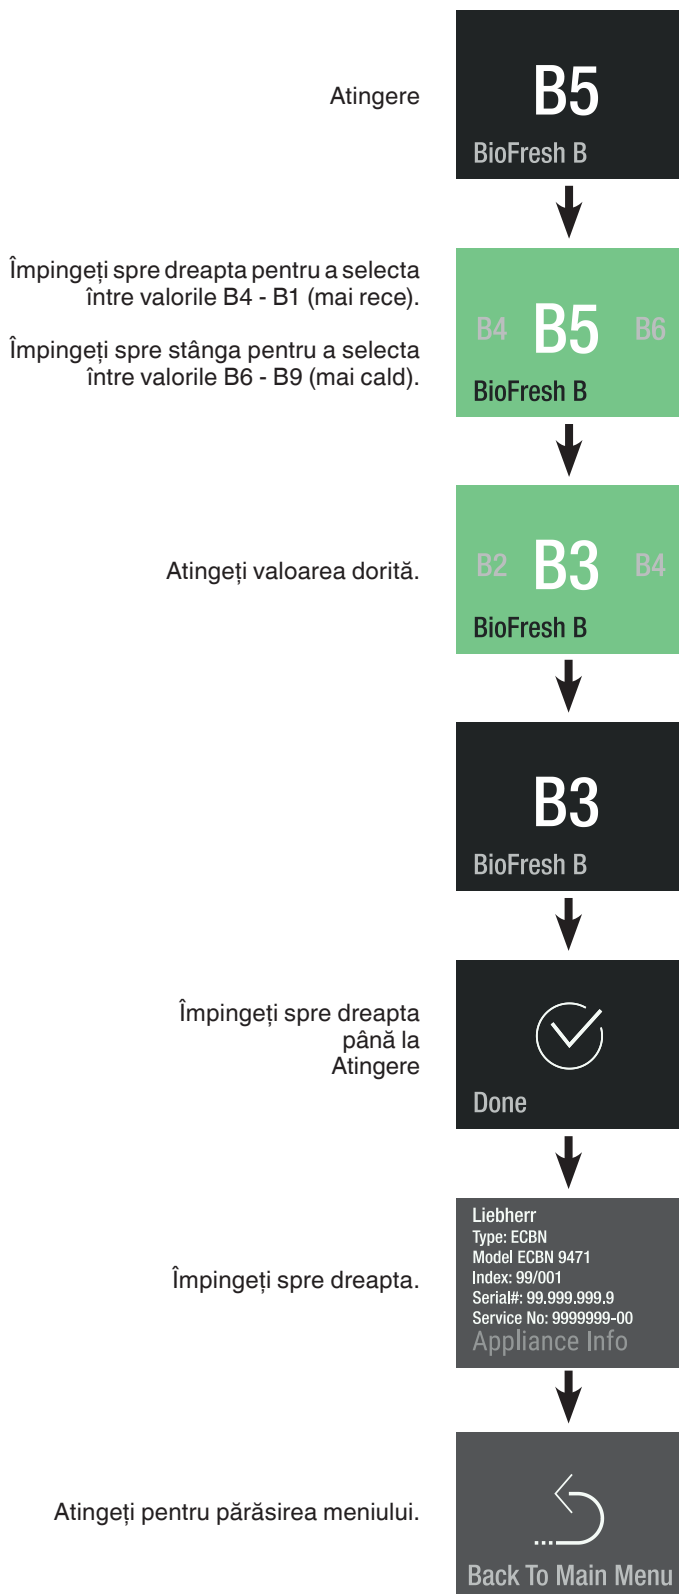 Atingere
B5
BioFresh B
Împingeți spre dreapta pentru a selecta
între valorile B4 - B1 (mai rece).
Împingeți spre stânga pentru a selecta
între valorile B6 - B9 (mai cald).
B4 B5 B6
BioFresh B
Atingeți valoarea dorită.
B2 B3 B4
BioFresh B
B3
BioFresh B
Împingeți spre dreapta
până la
Atingere
Done
Împingeți spre dreapta.
Liebherr
Type: ECBN
Model ECBN 9471
Index: 99/001
Serial#: 99.999.999.9
Service No: 9999999-00
Appliance Info
Atingeți pentru părăsirea meniului.
Back To Main Menu